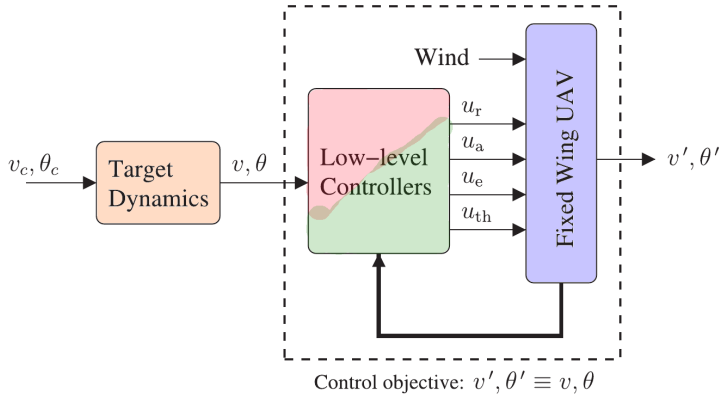 Wind
v_c, θ_c
Target
Dynamics
v, θ
Low-level
Controllers
u_r
u_a
u_e
u_th
Fixed Wing UAV
v′, θ′
Control objective: v′, θ′ ≡ v, θ